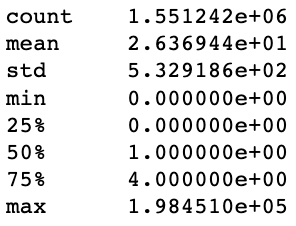 count 1.551242e+06
mean 2.636944e+01
std 5.329186e+02
min 0.000000e+00
25% 0.000000e+00
50% 1.000000e+00
75% 4.000000e+00
max 1.984510e+05